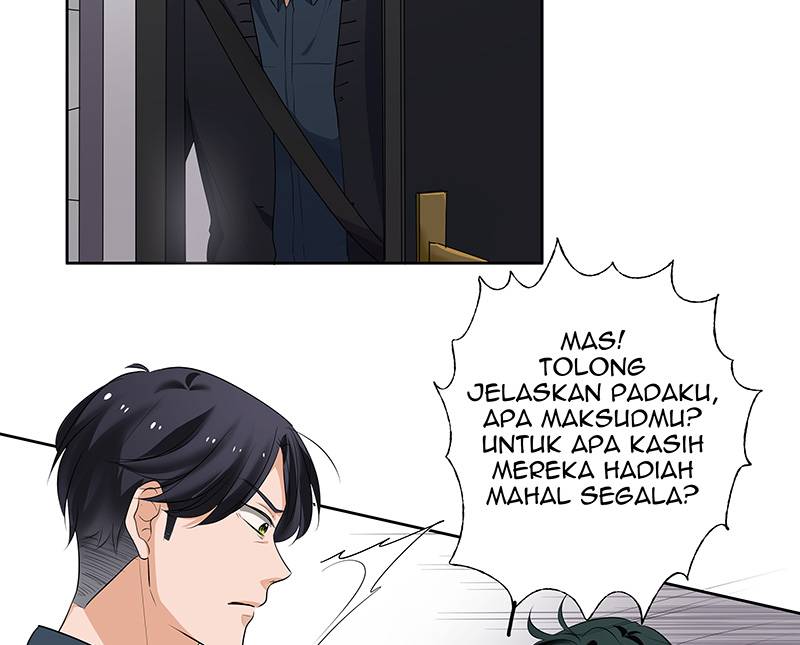 MAS!
TOLONG
JELASKAN PADAKU,
APA MAKSUDMU?
UNTUK APA KASIH
MEREKA HADIAH
MAHAL SEGALA?